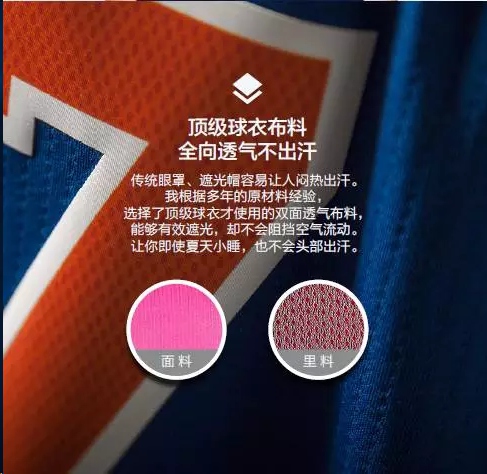 顶级球衣布料
全向透气不出汗
传统眼罩、遮光帽容易让人闷热出汗。
我根据多年的原材料经验，
选择了顶级球衣才使用的双面透气布料，
能够有效遮光，却不会阻挡空气流动。
让你即使夏天小睡，也不会头部出汗。
面料
里料